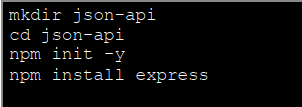 mkdir json-api
cd json-api
npm init -y
npm install express